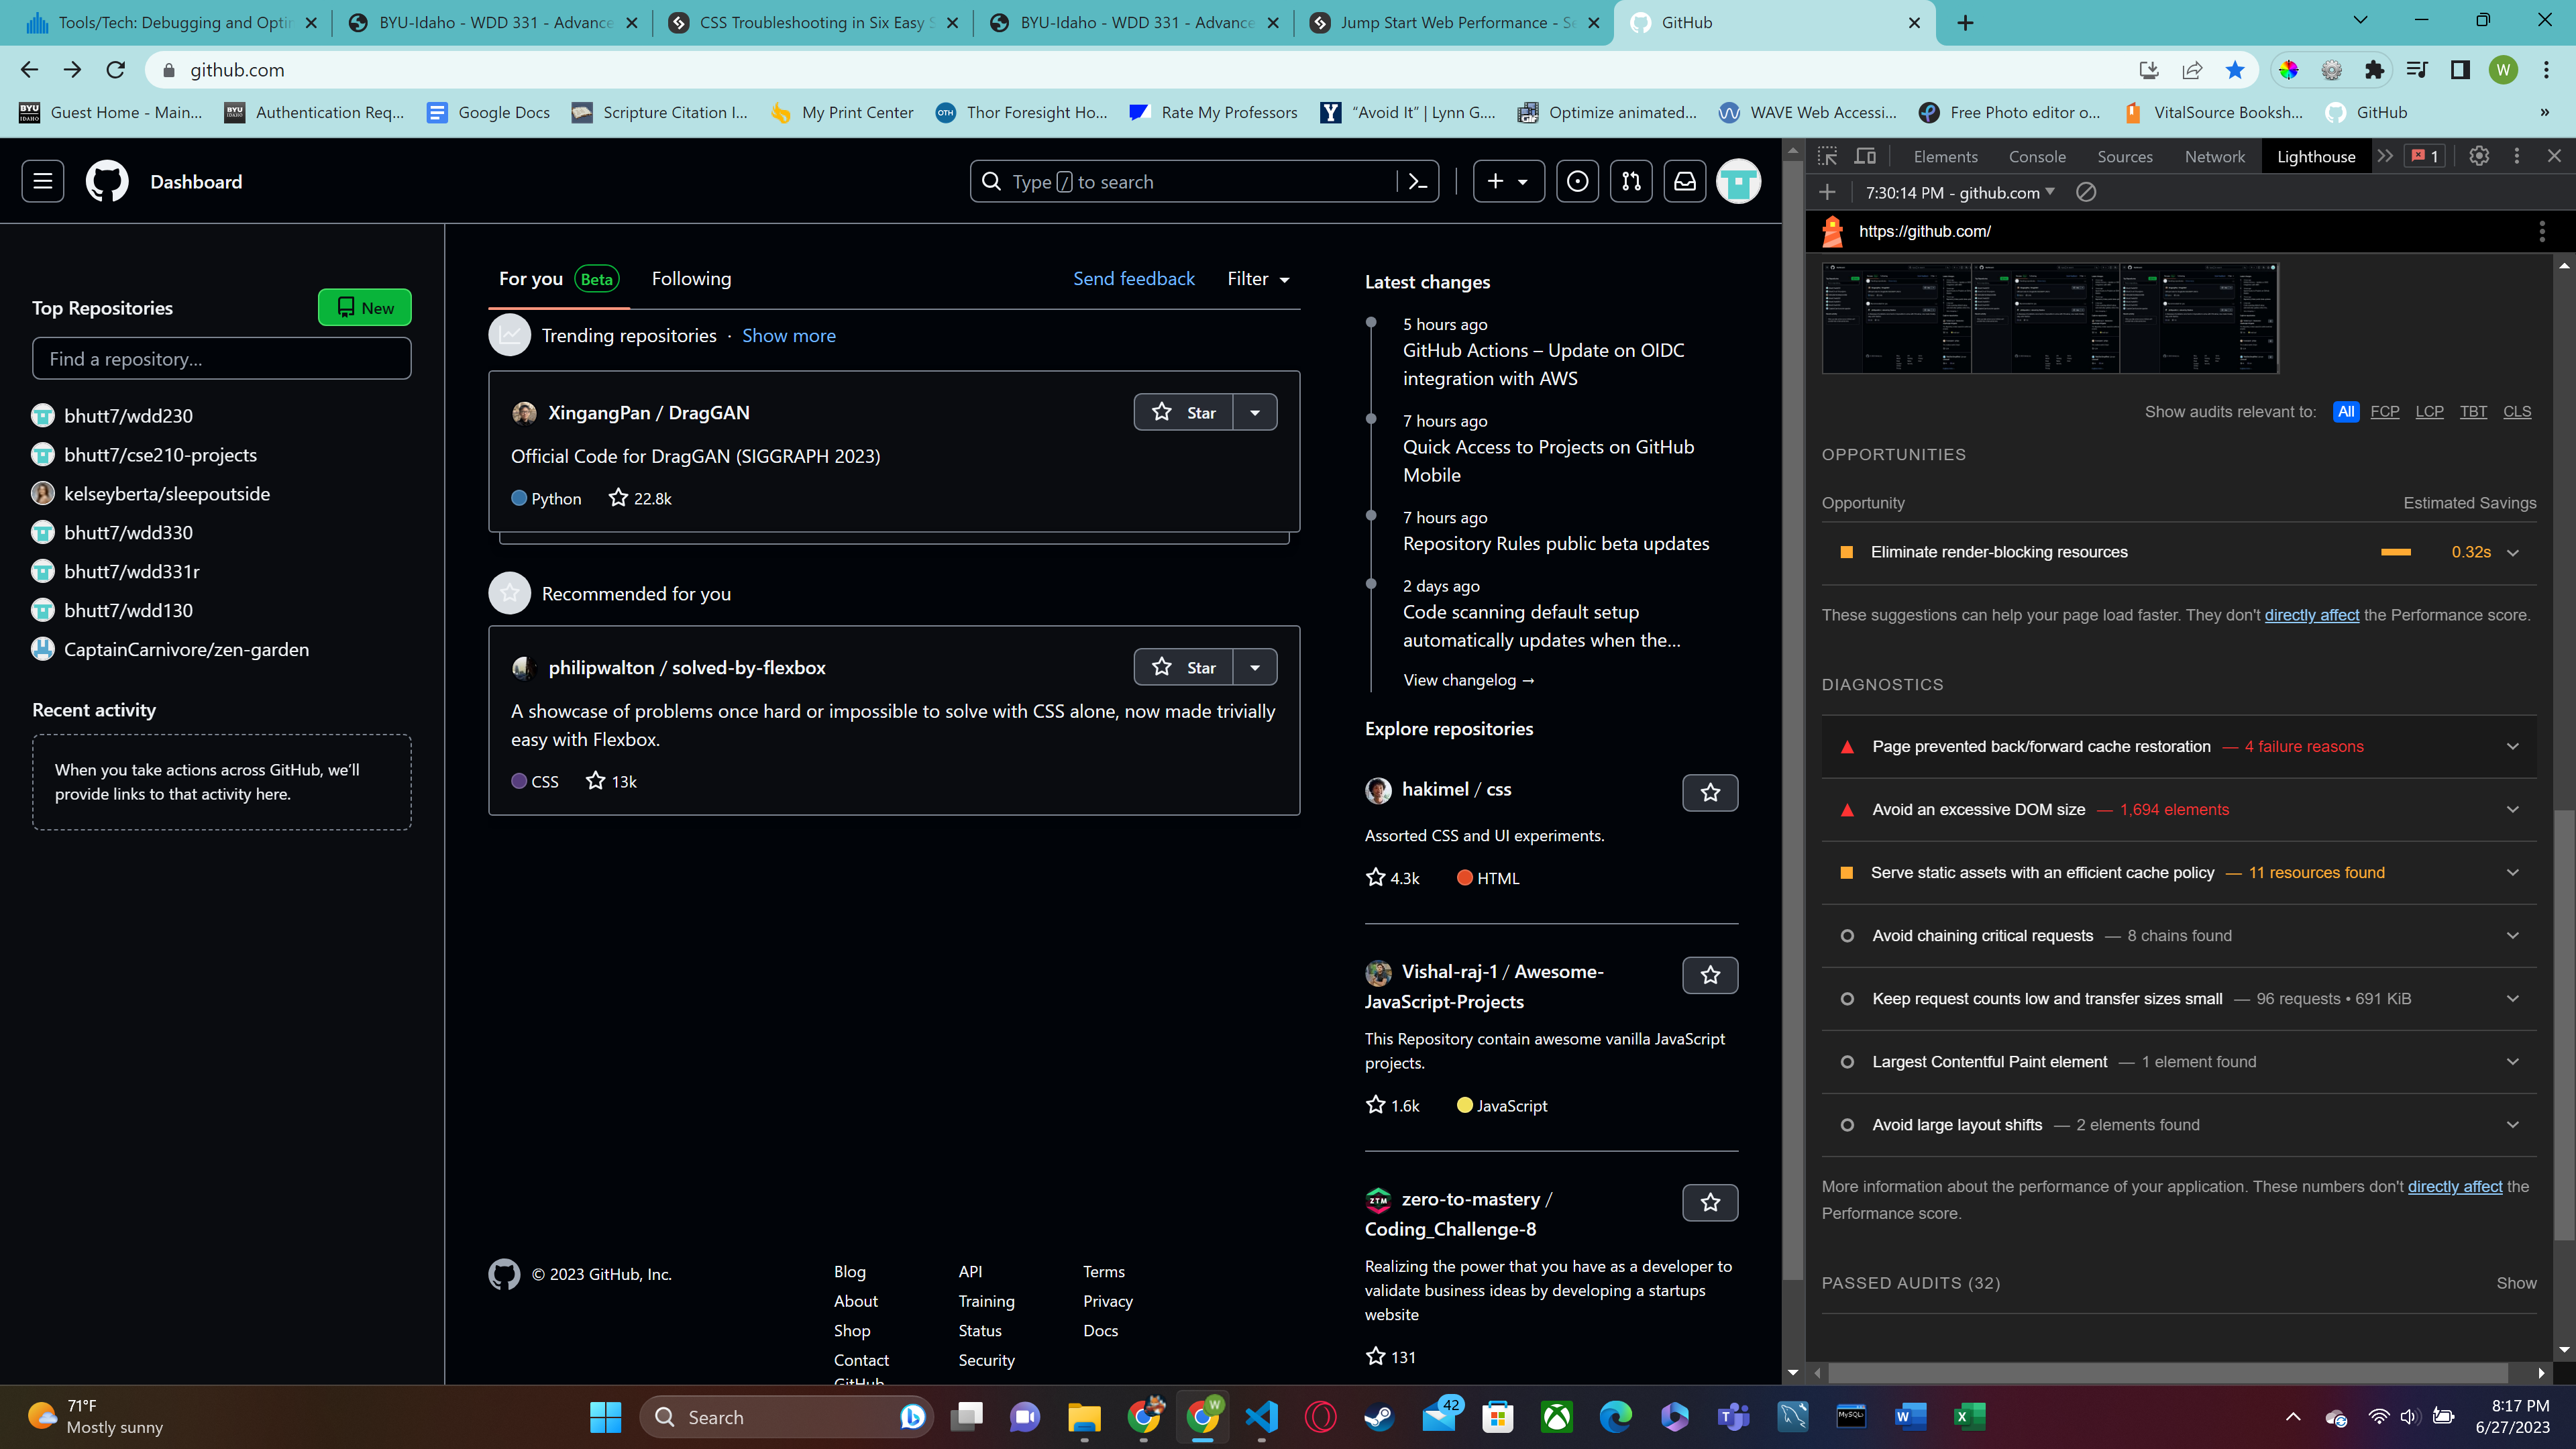 Tools/Tech: Debugging and Optir
BYU-Idaho - WDD 331 - Advance
CSS Troubleshooting in Six Easy S
BYU-Idaho - WDD 331 - Advance
Jump Start Web Performance - Se
GitHub
github.com
W
Guest Home - Main...
Authentication Req...
Google Docs
Scripture Citation I...
My Print Center
Thor Foresight Ho...
Rate My Professors
“Avoid It” | Lynn G....
Optimize animated...
WAVE Web Accessi...
Free Photo editor o...
VitalSource Booksh...
GitHub
»
Dashboard
Type / to search
Top Repositories
New
Find a repository...
bhutt7/wdd230
bhutt7/cse210-projects
kelseyberta/sleepoutside
bhutt7/wdd330
bhutt7/wdd331r
bhutt7/wdd130
CaptainCarnivore/zen-garden
Recent activity
When you take actions across GitHub, we’ll
provide links to that activity here.
For you Beta Following Send feedback Filter
Trending repositories · Show more
XingangPan / DragGAN Star
Official Code for DragGAN (SIGGRAPH 2023)
Python 22.8k
Recommended for you
philipwalton / solved-by-flexbox Star
A showcase of problems once hard or impossible to solve with CSS alone, now made trivially
easy with Flexbox.
CSS 13k
© 2023 GitHub, Inc.
Blog API Terms
About Training Privacy
Shop Status Docs
Contact Security
GitHub
Latest changes
5 hours ago
GitHub Actions – Update on OIDC
integration with AWS
7 hours ago
Quick Access to Projects on GitHub
Mobile
7 hours ago
Repository Rules public beta updates
2 days ago
Code scanning default setup
automatically updates when the...
View changelog →
Explore repositories
hakimel / css
Assorted CSS and UI experiments.
4.3k HTML
Vishal-raj-1 / Awesome-
JavaScript-Projects
This Repository contain awesome vanilla JavaScript
projects.
1.6k JavaScript
ZTM zero-to-mastery /
Coding_Challenge-8
Realizing the power that you have as a developer to
validate business ideas by developing a startups
website
131
Elements Console Sources Network Lighthouse 1
7:30:14 PM - github.com
https://github.com/
Show audits relevant to: All FCP LCP TBT CLS
OPPORTUNITIES
Opportunity Estimated Savings
Eliminate render-blocking resources 0.32s
These suggestions can help your page load faster. They don't directly affect the Performance score.
DIAGNOSTICS
Page prevented back/forward cache restoration — 4 failure reasons
Avoid an excessive DOM size — 1,694 elements
Serve static assets with an efficient cache policy — 11 resources found
Avoid chaining critical requests — 8 chains found
Keep request counts low and transfer sizes small — 96 requests • 691 KiB
Largest Contentful Paint element — 1 element found
Avoid large layout shifts — 2 elements found
More information about the performance of your application. These numbers don't directly affect the
Performance score.
PASSED AUDITS (32) Show
71°F
Mostly sunny
Search
42
8:17 PM
6/27/2023